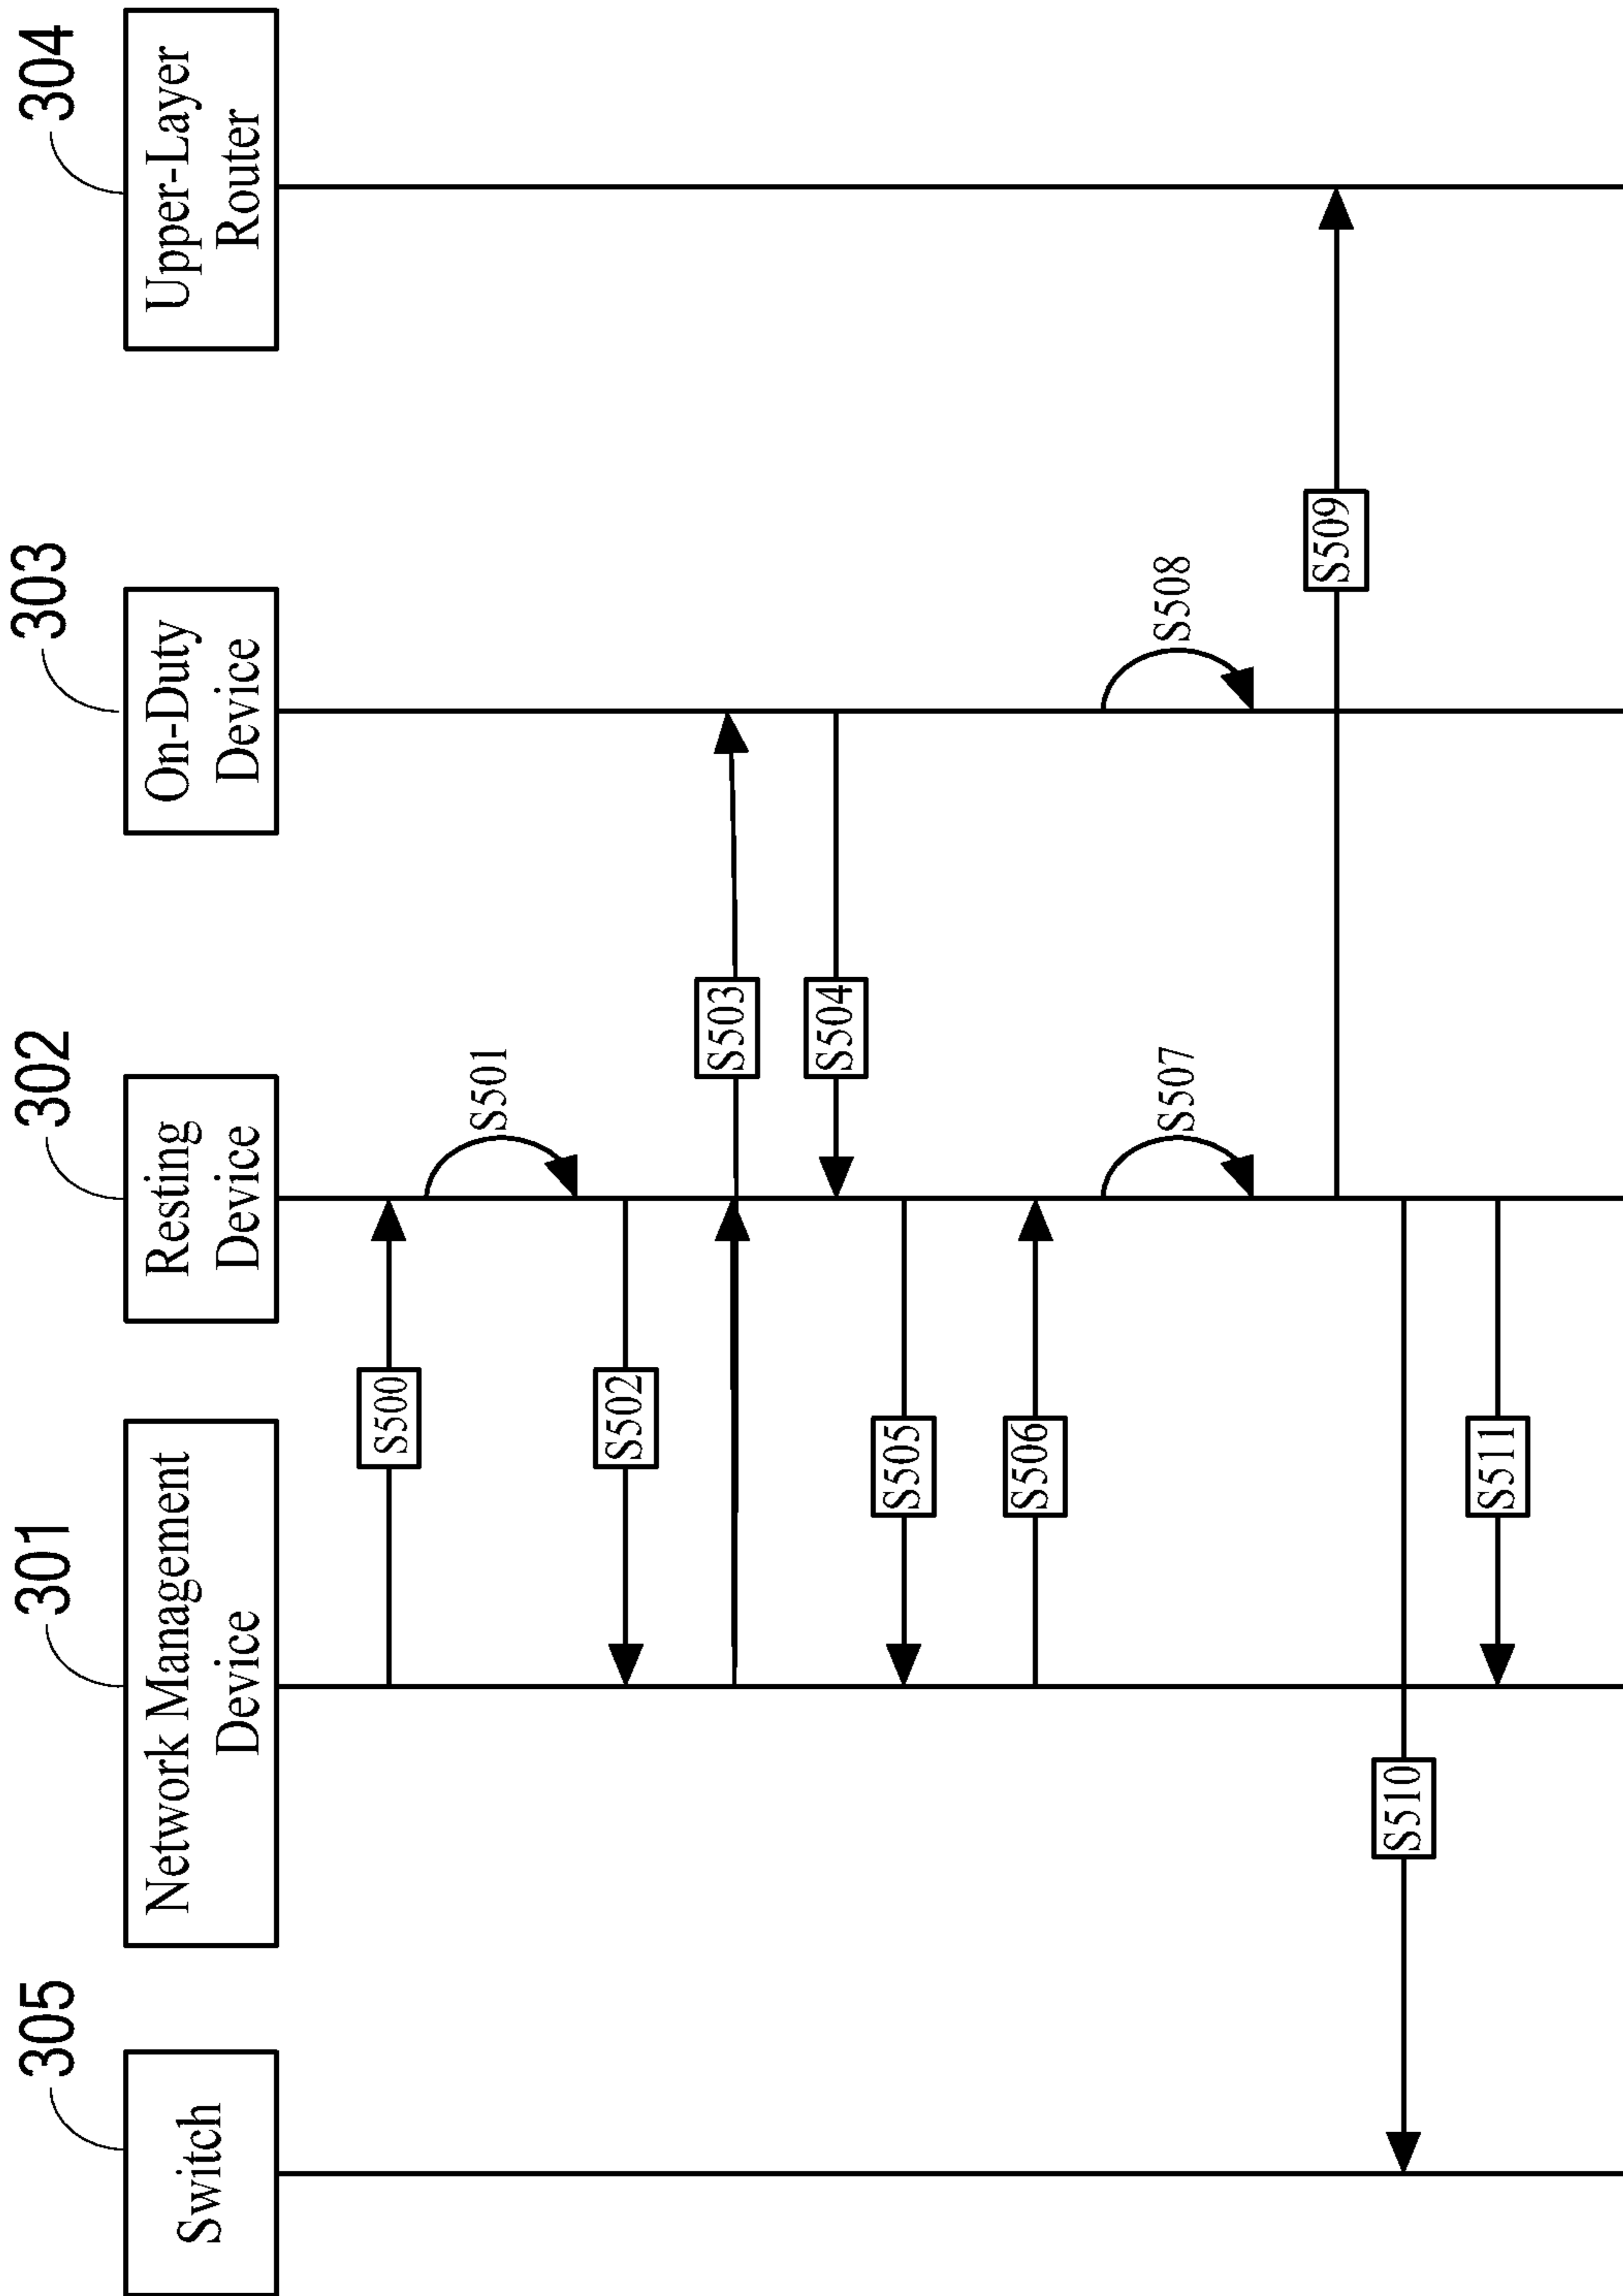 305
301
302
303
304
Switch
Network Management
Device
Resting
Device
On-Duty
Device
Upper-Layer
Router
S500
S501
S502
S503
S504
S505
S506
S507
S508
S509
S510
S511